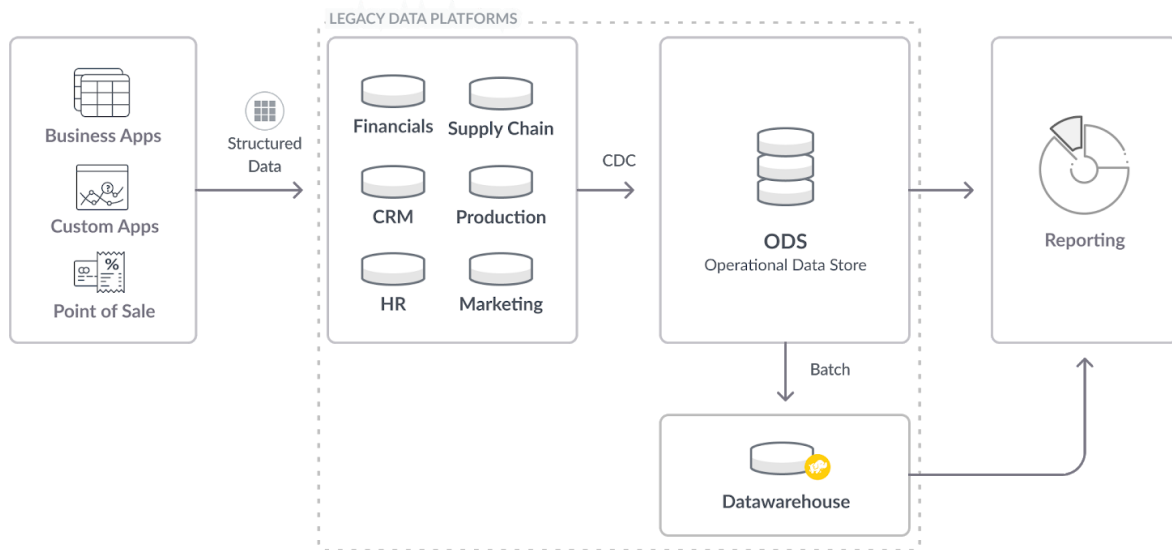 LEGACY DATA PLATFORMS
Business Apps
Custom Apps
%
Point of Sale
Structured
Data
Financials
Supply Chain
CRM
Production
HR
Marketing
CDC
ODS
Operational Data Store
Batch
Datawarehouse
Reporting